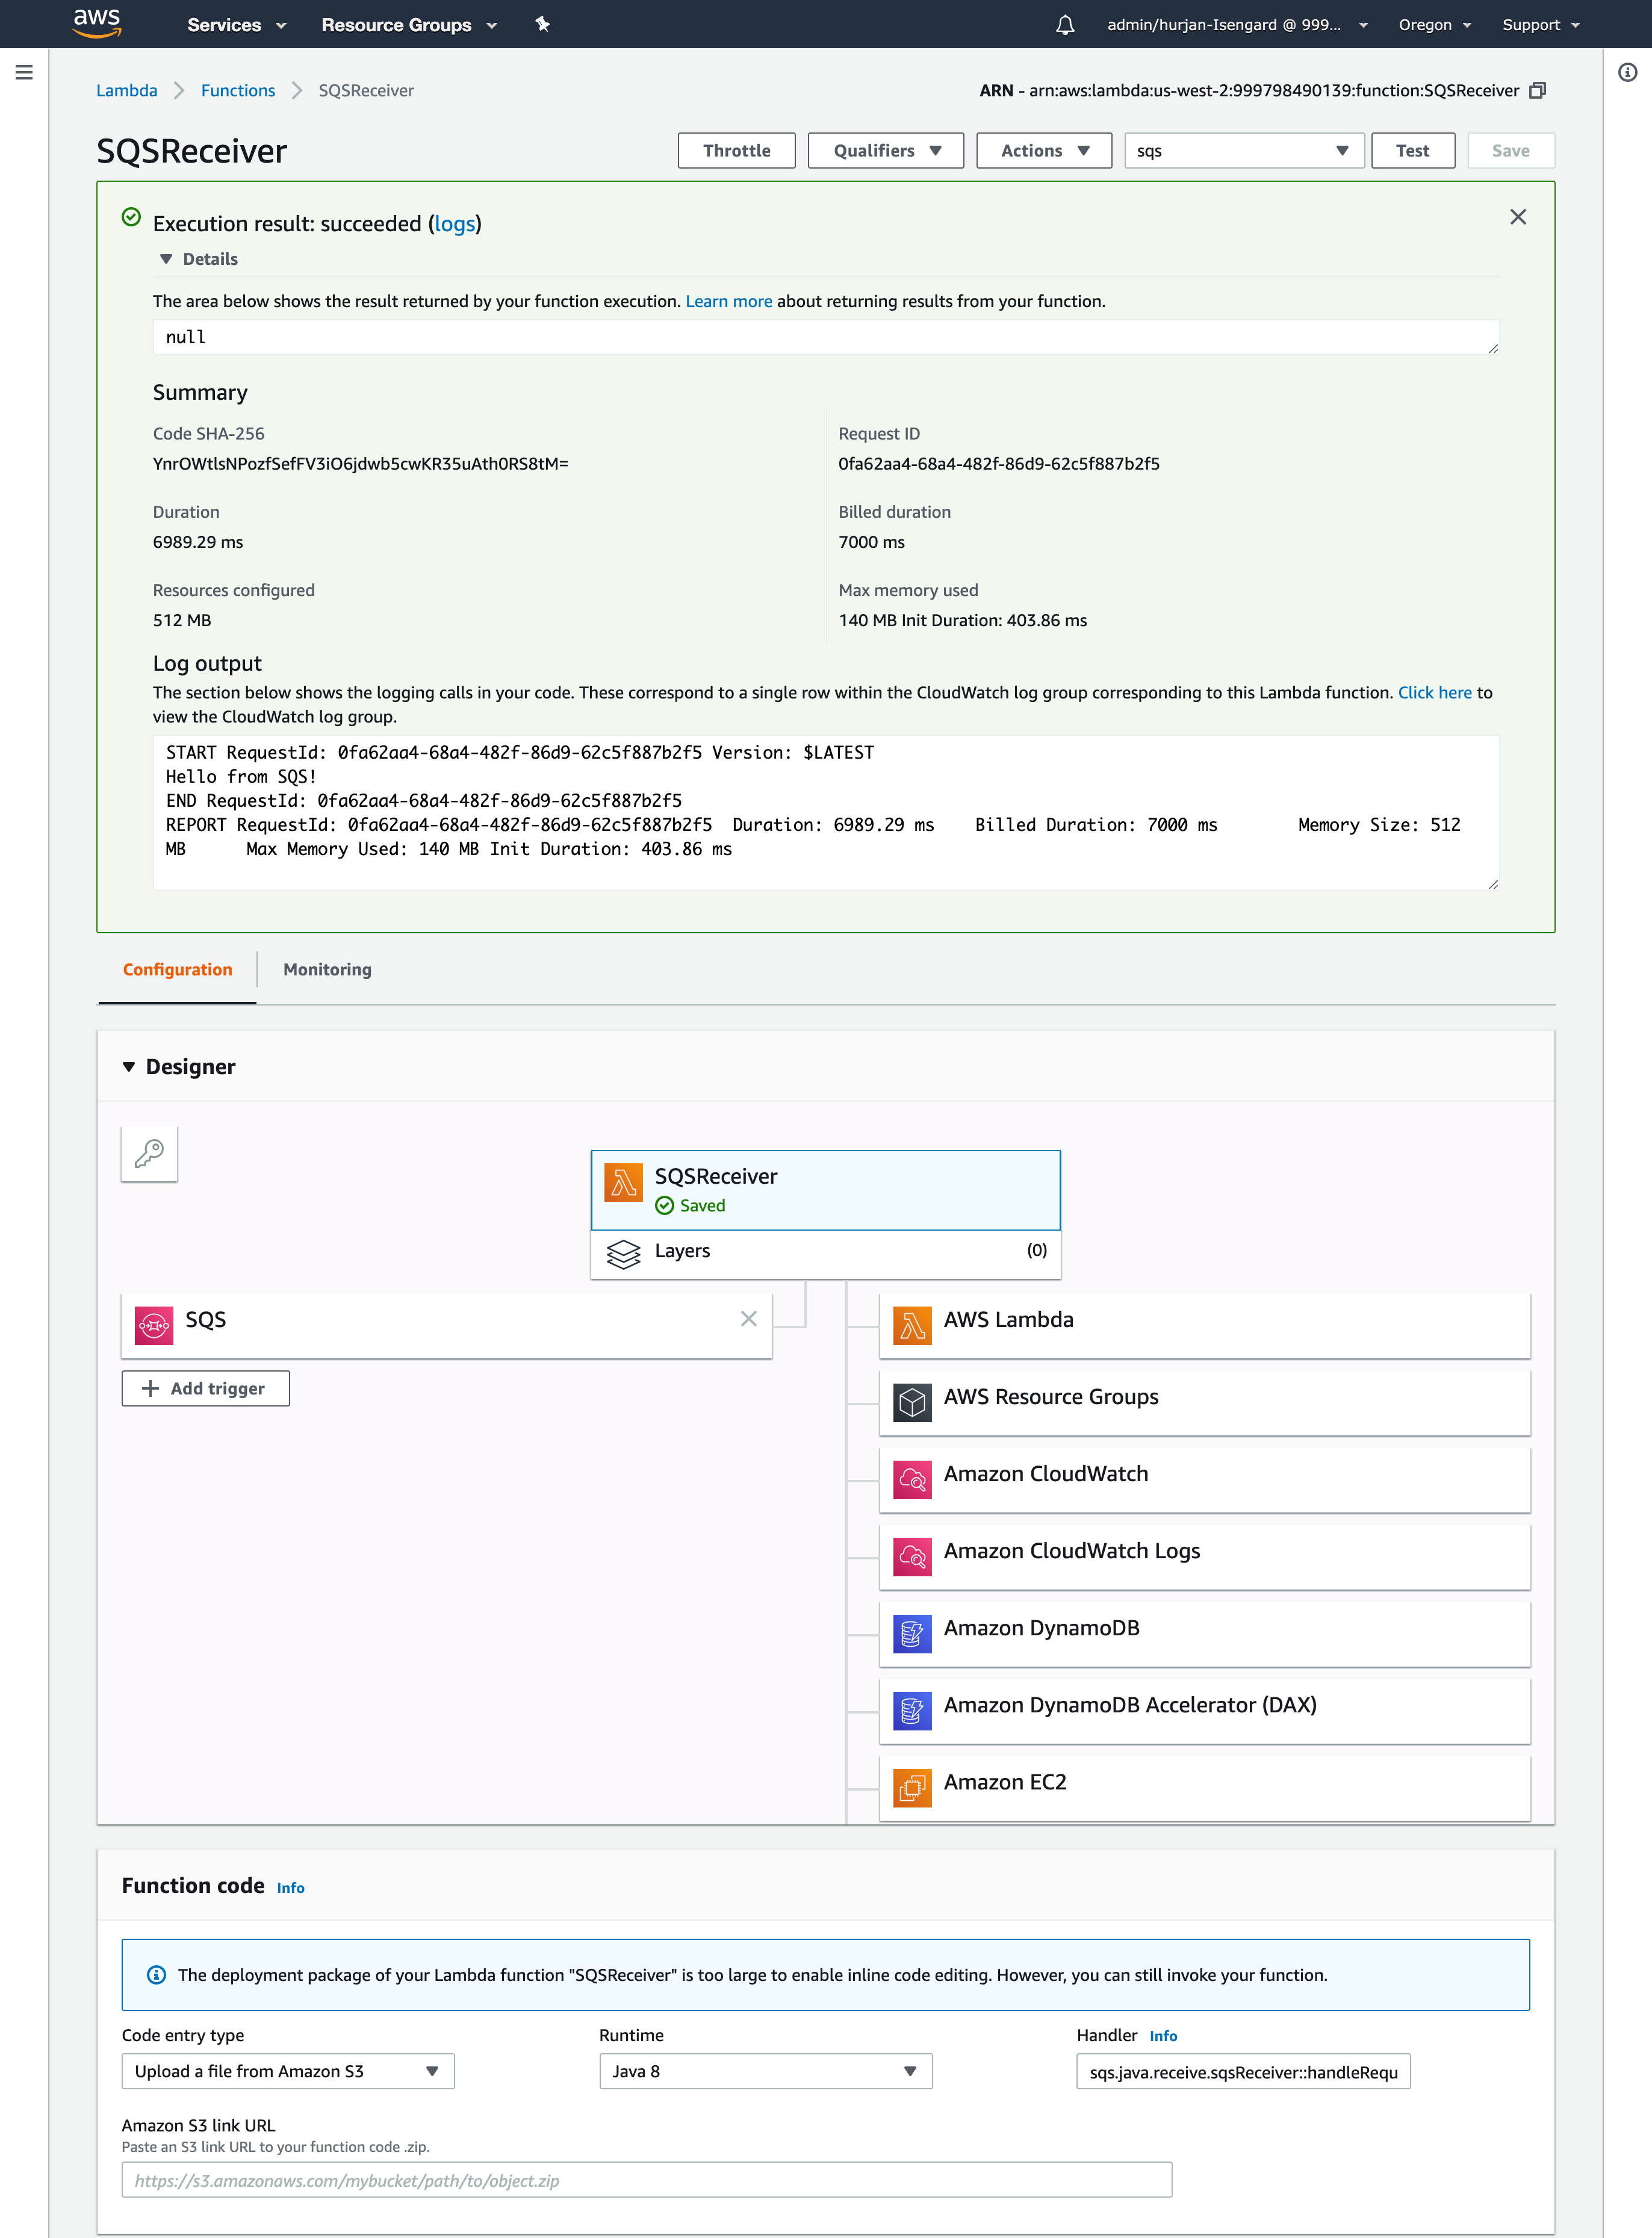 aws Services Resource Groups admin/hurjan-Isengard @ 999... Oregon Support
Lambda Functions SQSReceiver ARN - arn:aws:lambda:us-west-2:999798490139:function:SQSReceiver
SQSReceiver Throttle Qualifiers Actions sqs Test Save
Execution result: succeeded (logs)
Details
The area below shows the result returned by your function execution. Learn more about returning results from your function.
null
Summary
Code SHA-256 Request ID
YnrOWtlsNPozfSefFV3iO6jdwb5cwKR35uAth0RS8tM= 0fa62aa4-68a4-482f-86d9-62c5f887b2f5
Duration Billed duration
6989.29 ms 7000 ms
Resources configured Max memory used
512 MB 140 MB Init Duration: 403.86 ms
Log output
The section below shows the logging calls in your code. These correspond to a single row within the CloudWatch log group corresponding to this Lambda function. Click here to
view the CloudWatch log group.
START RequestId: 0fa62aa4-68a4-482f-86d9-62c5f887b2f5 Version: $LATEST
Hello from SQS!
END RequestId: 0fa62aa4-68a4-482f-86d9-62c5f887b2f5
REPORT RequestId: 0fa62aa4-68a4-482f-86d9-62c5f887b2f5 Duration: 6989.29 ms Billed Duration: 7000 ms Memory Size: 512
MB Max Memory Used: 140 MB Init Duration: 403.86 ms
Configuration Monitoring
Designer
SQSReceiver
Saved
Layers (0)
SQS AWS Lambda
Add trigger AWS Resource Groups
Amazon CloudWatch
Amazon CloudWatch Logs
Amazon DynamoDB
Amazon DynamoDB Accelerator (DAX)
Amazon EC2
Function code Info
The deployment package of your Lambda function "SQSReceiver" is too large to enable inline code editing. However, you can still invoke your function.
Code entry type Runtime Handler Info
Upload a file from Amazon S3 Java 8 sqs.java.receive.sqsReceiver::handleRequ
Amazon S3 link URL
Paste an S3 link URL to your function code .zip.
https://s3.amazonaws.com/mybucket/path/to/object.zip